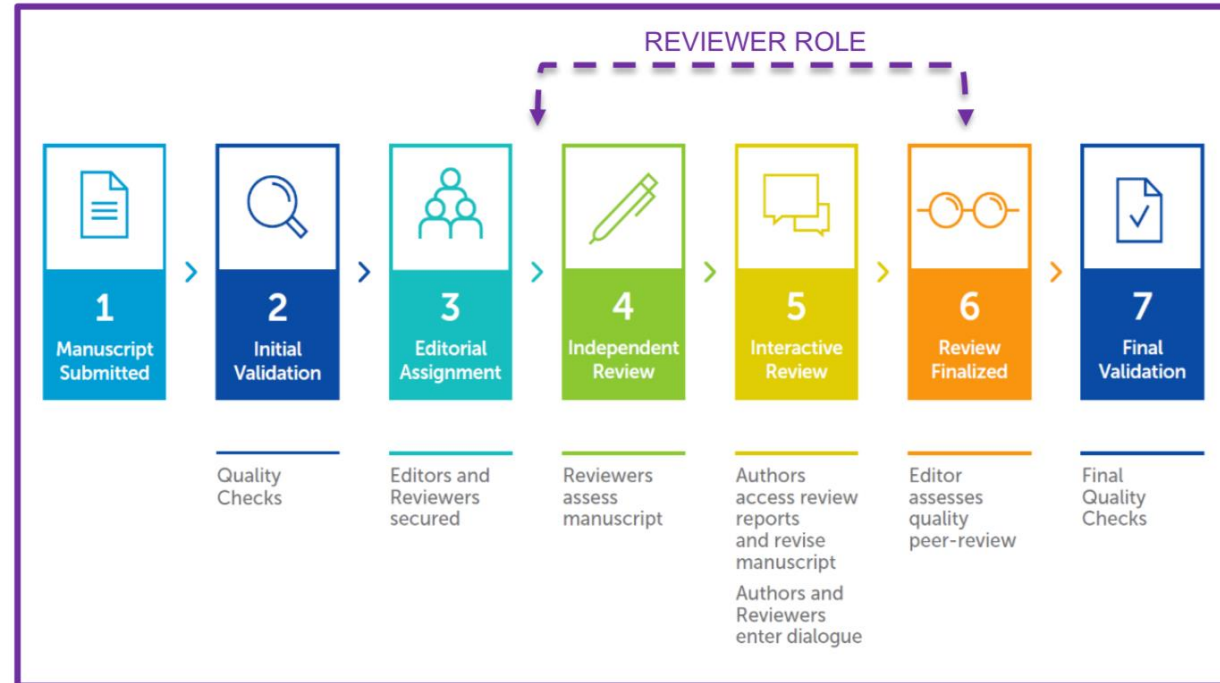 REVIEWER ROLE
1
Manuscript
Submitted
2
Initial
Validation
3
Editorial
Assignment
4
Independent
Review
5
Interactive
Review
6
Review
Finalized
7
Final
Validation
Quality
Checks
Editors and
Reviewers
secured
Reviewers
assess
manuscript
Authors
access review
reports
and revise
manuscript
Authors and
Reviewers
enter dialogue
Editor
assesses
quality
peer-review
Final
Quality
Checks